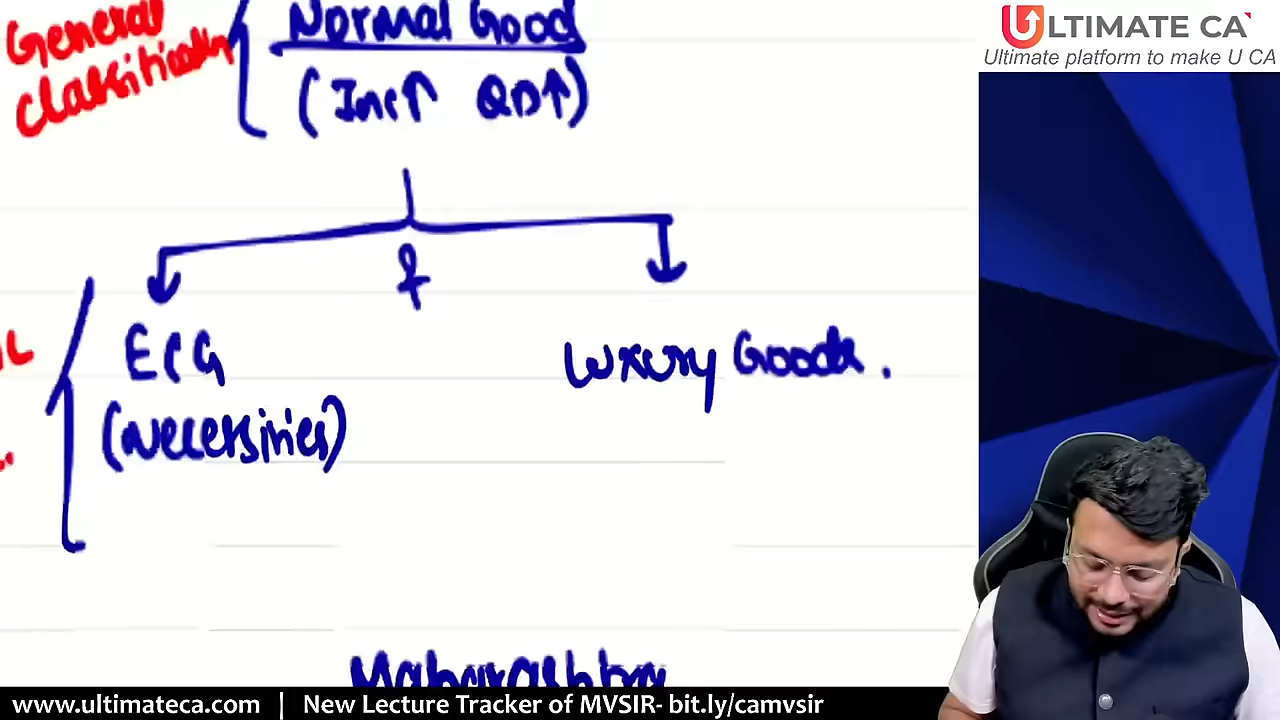 General
classification
Normal Good
(Inc↑ QD↑)
&
ECG
(Necessities)
Luxury Goods.
Maharashtra
ULTIMATE CA
Ultimate platform to make U CA
www.ultimateca.com | New Lecture Tracker of MVSIR- bit.ly/camvsir